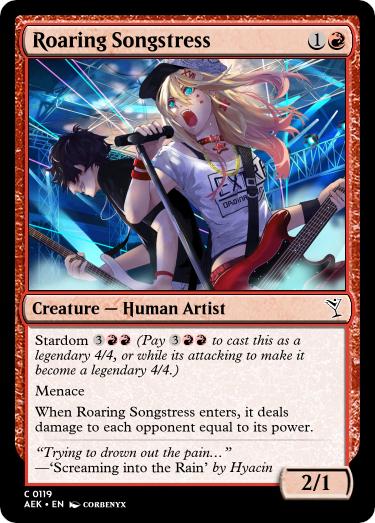 Roaring Songstress 1
Creature — Human Artist
Stardom 3 (Pay 3 to cast this as a
legendary 4/4, or while its attacking to make it
become a legendary 4/4.)
Menace
When Roaring Songstress enters, it deals
damage to each opponent equal to its power.
“Trying to drown out the pain…”
—‘Screaming into the Rain’ by Hyacin
2/1
C 0119
AEK • EN CORBENYX